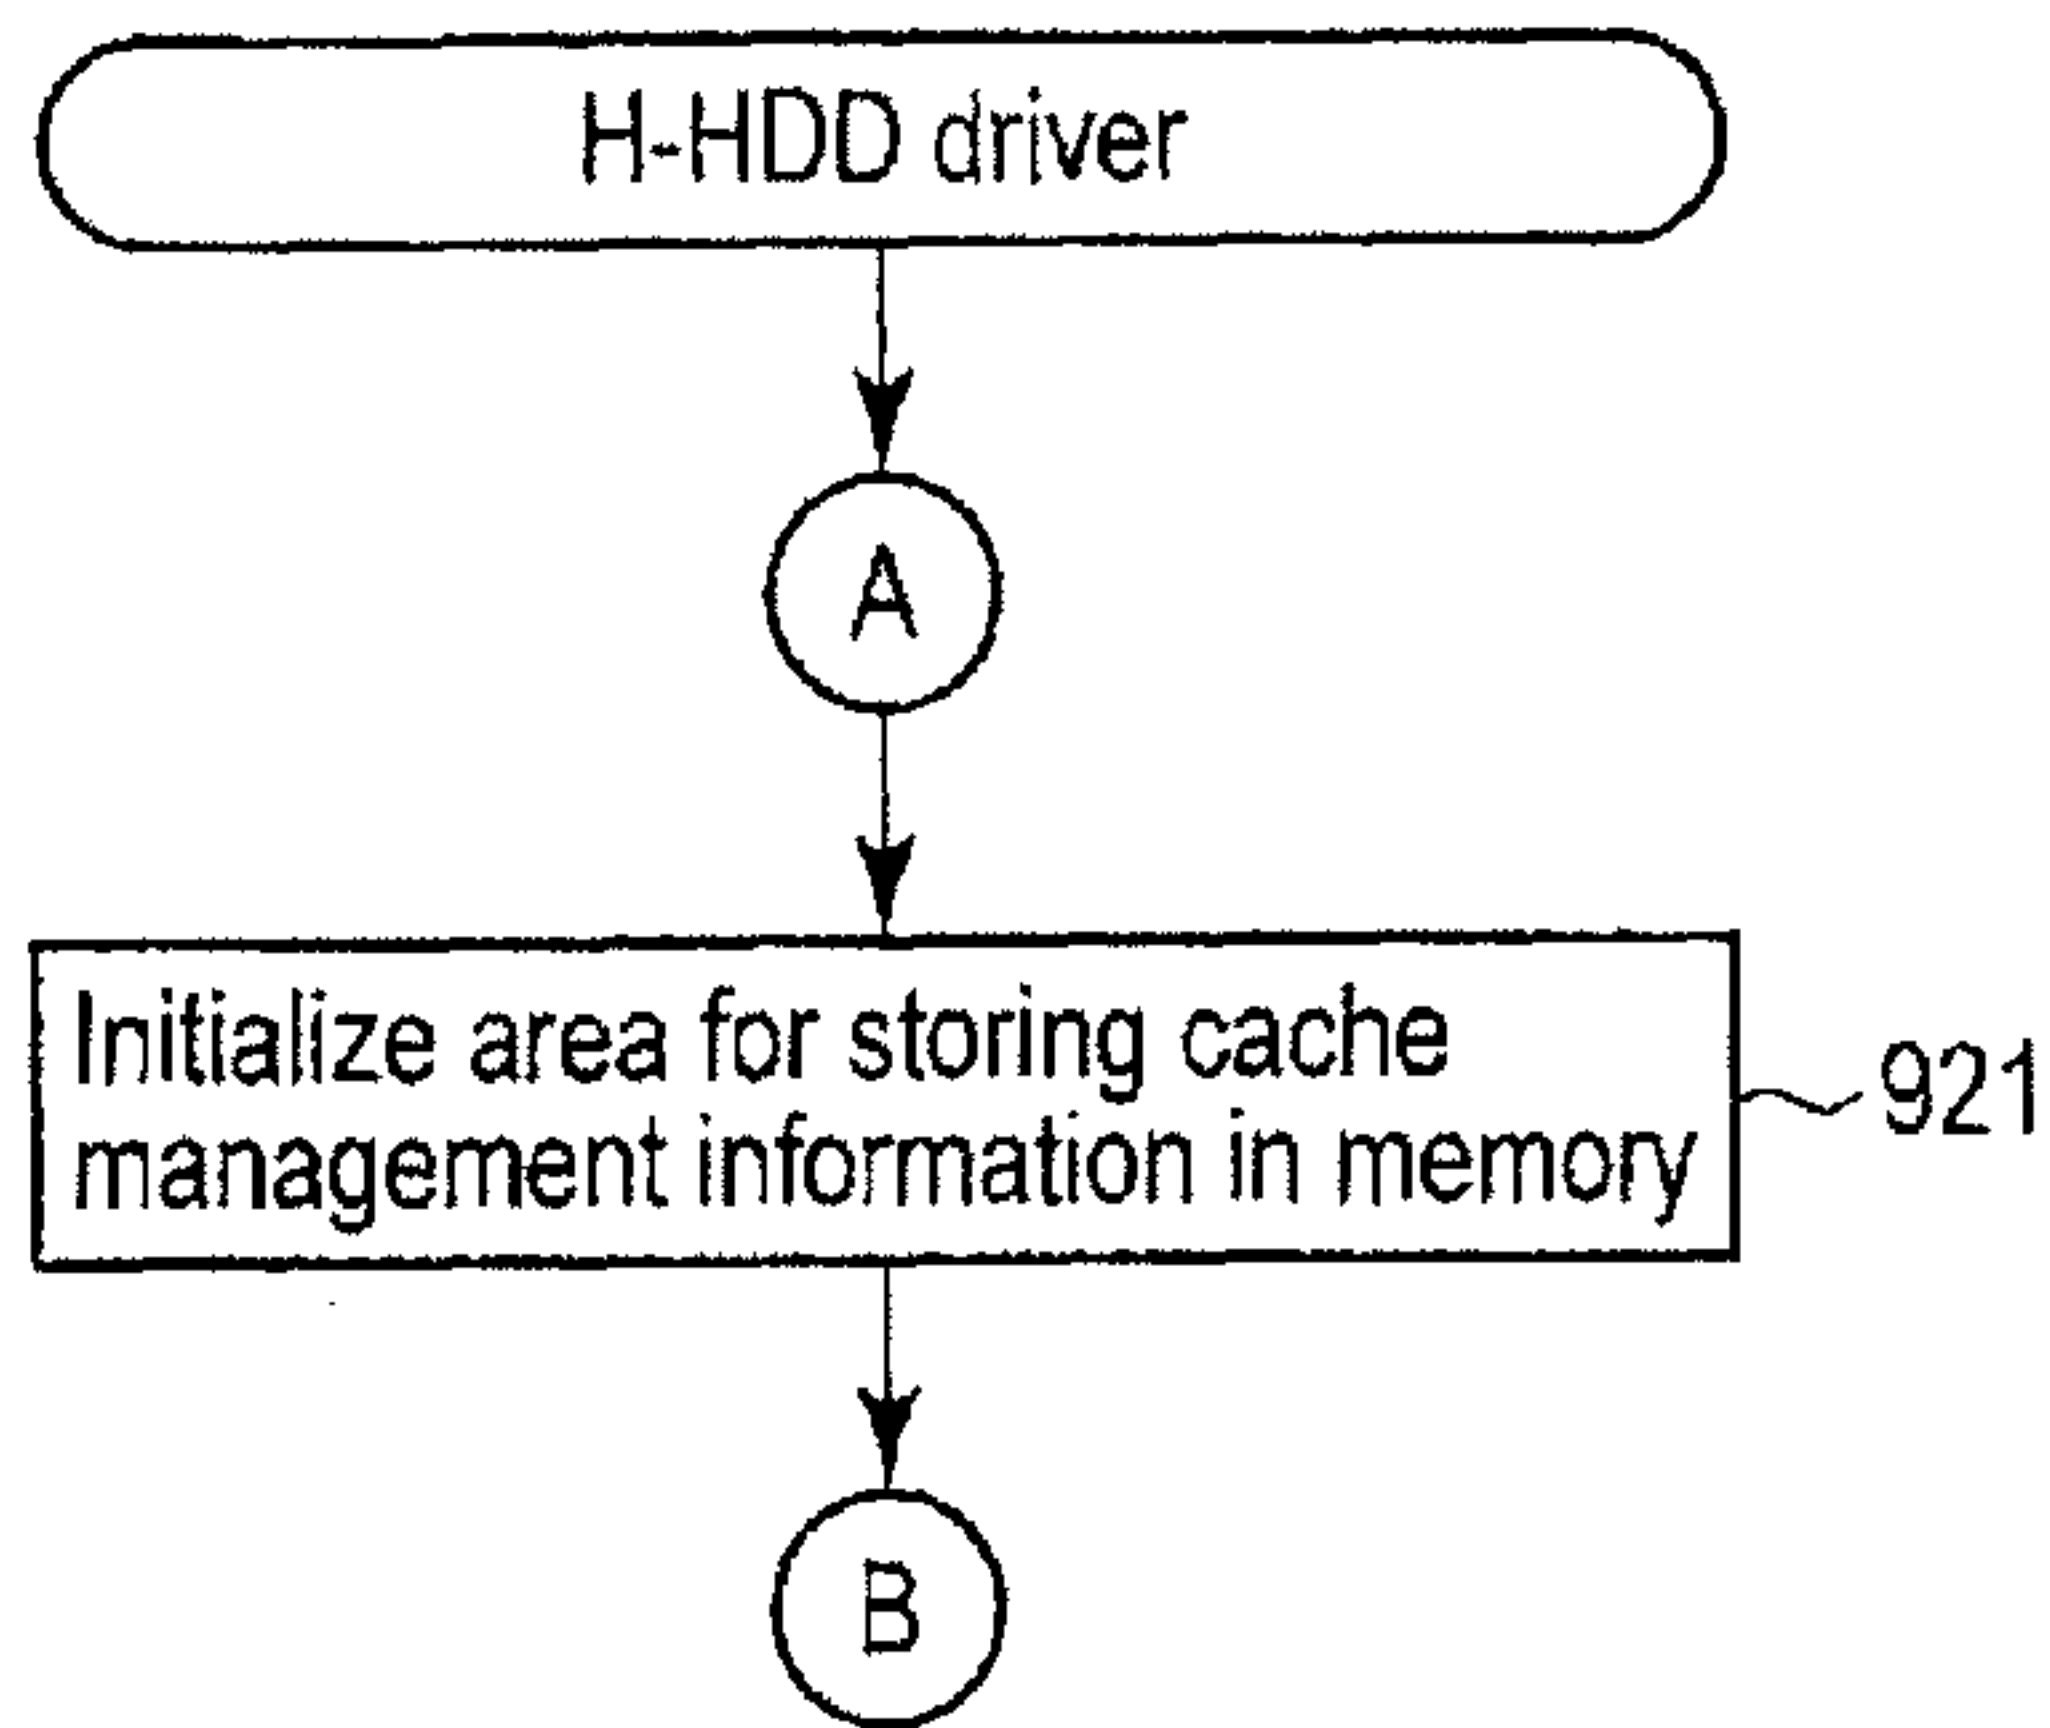 H-HDD driver
A
Initialize area for storing cache
management information in memory
921
B